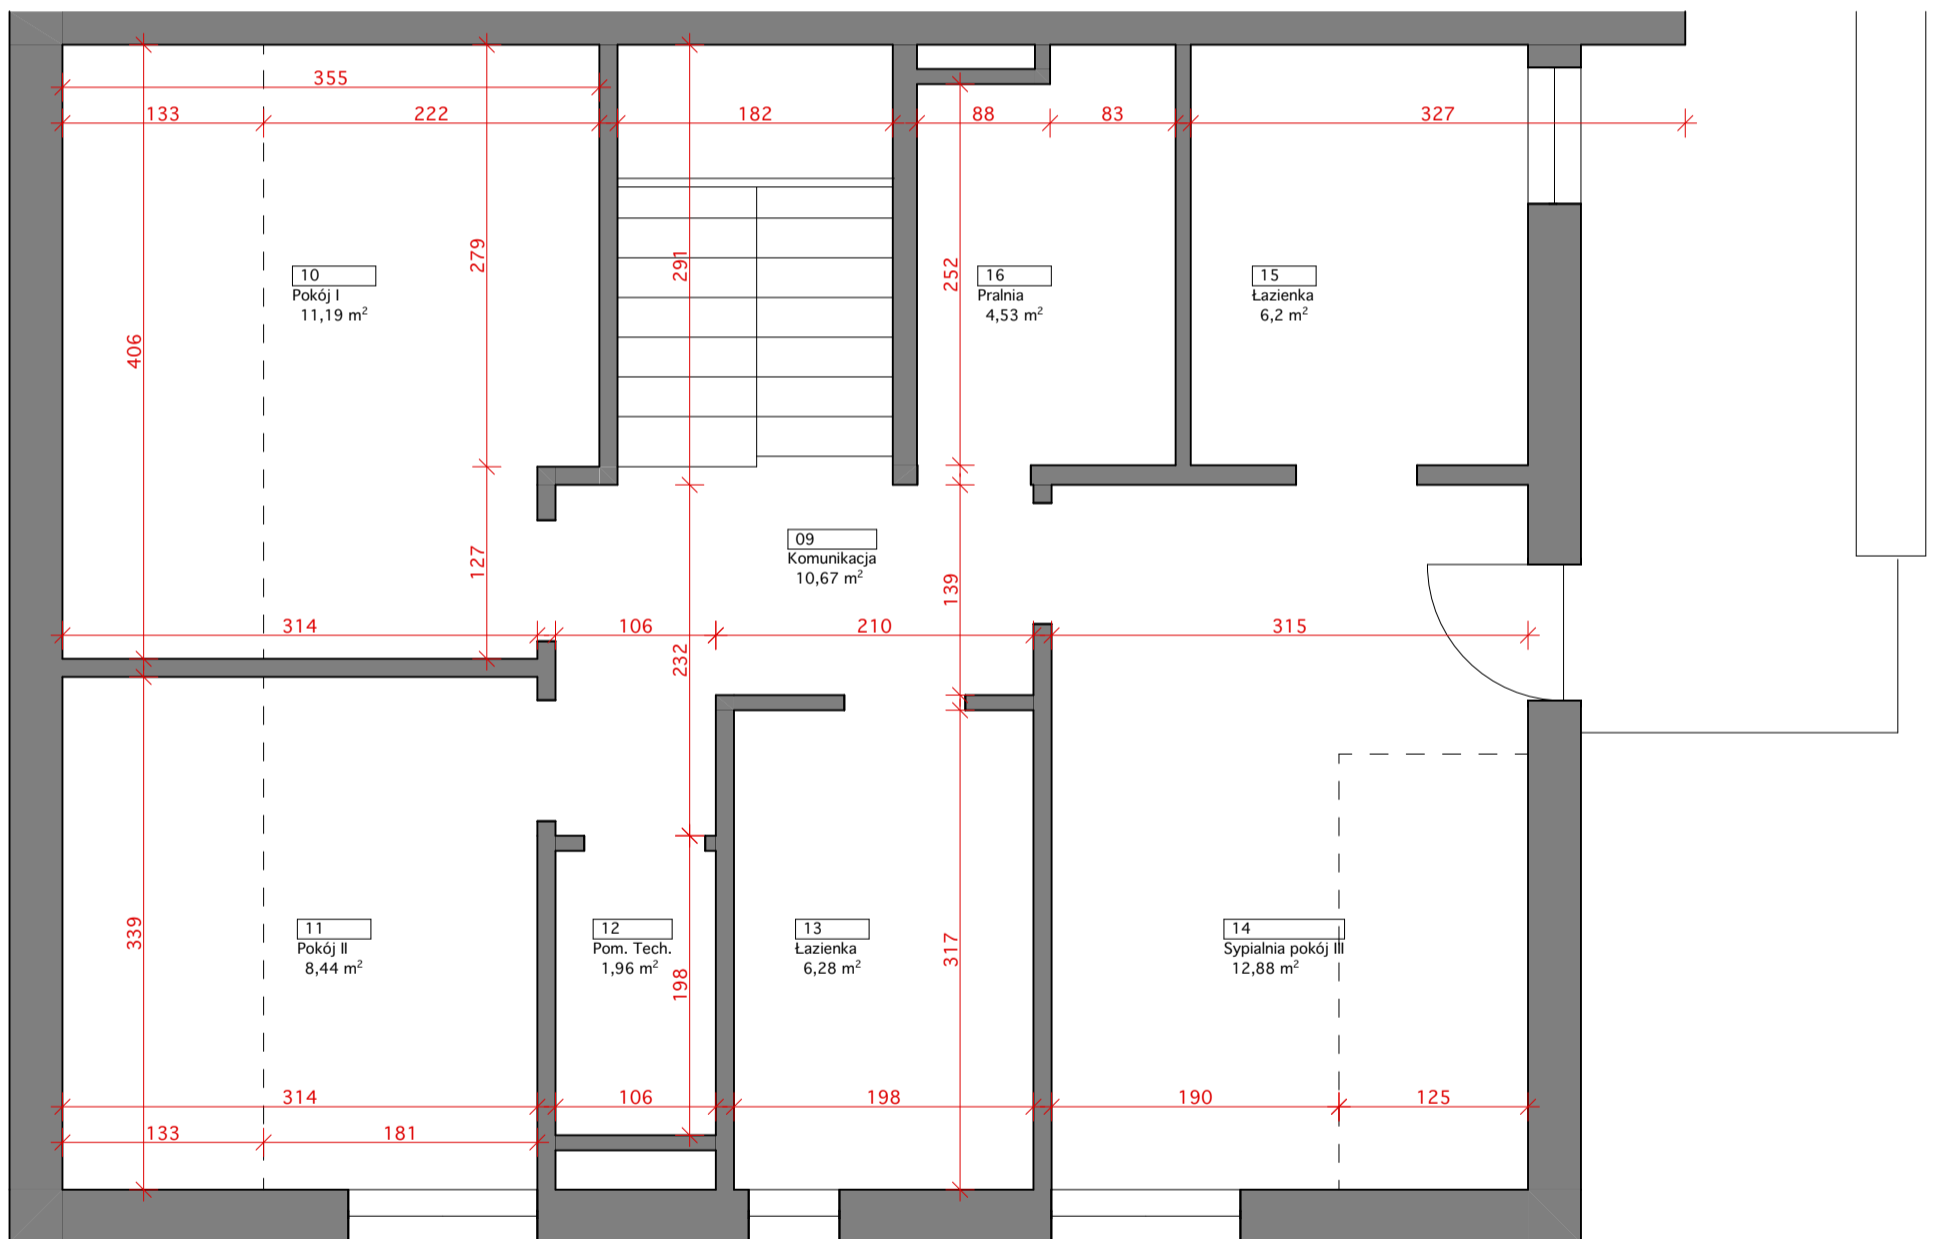 355
133
222
182
88
83
327
279
291
252
406
10
Pokój I
11,19 m²
16
Pralnia
4,53 m²
15
Łazienka
6,2 m²
09
Komunikacja
10,67 m²
127
139
314
106
210
315
232
11
Pokój II
8,44 m²
12
Pom. Tech.
1,96 m²
13
Łazienka
6,28 m²
14
Sypialnia pokój III
12,88 m²
339
198
317
314
106
198
190
125
133
181